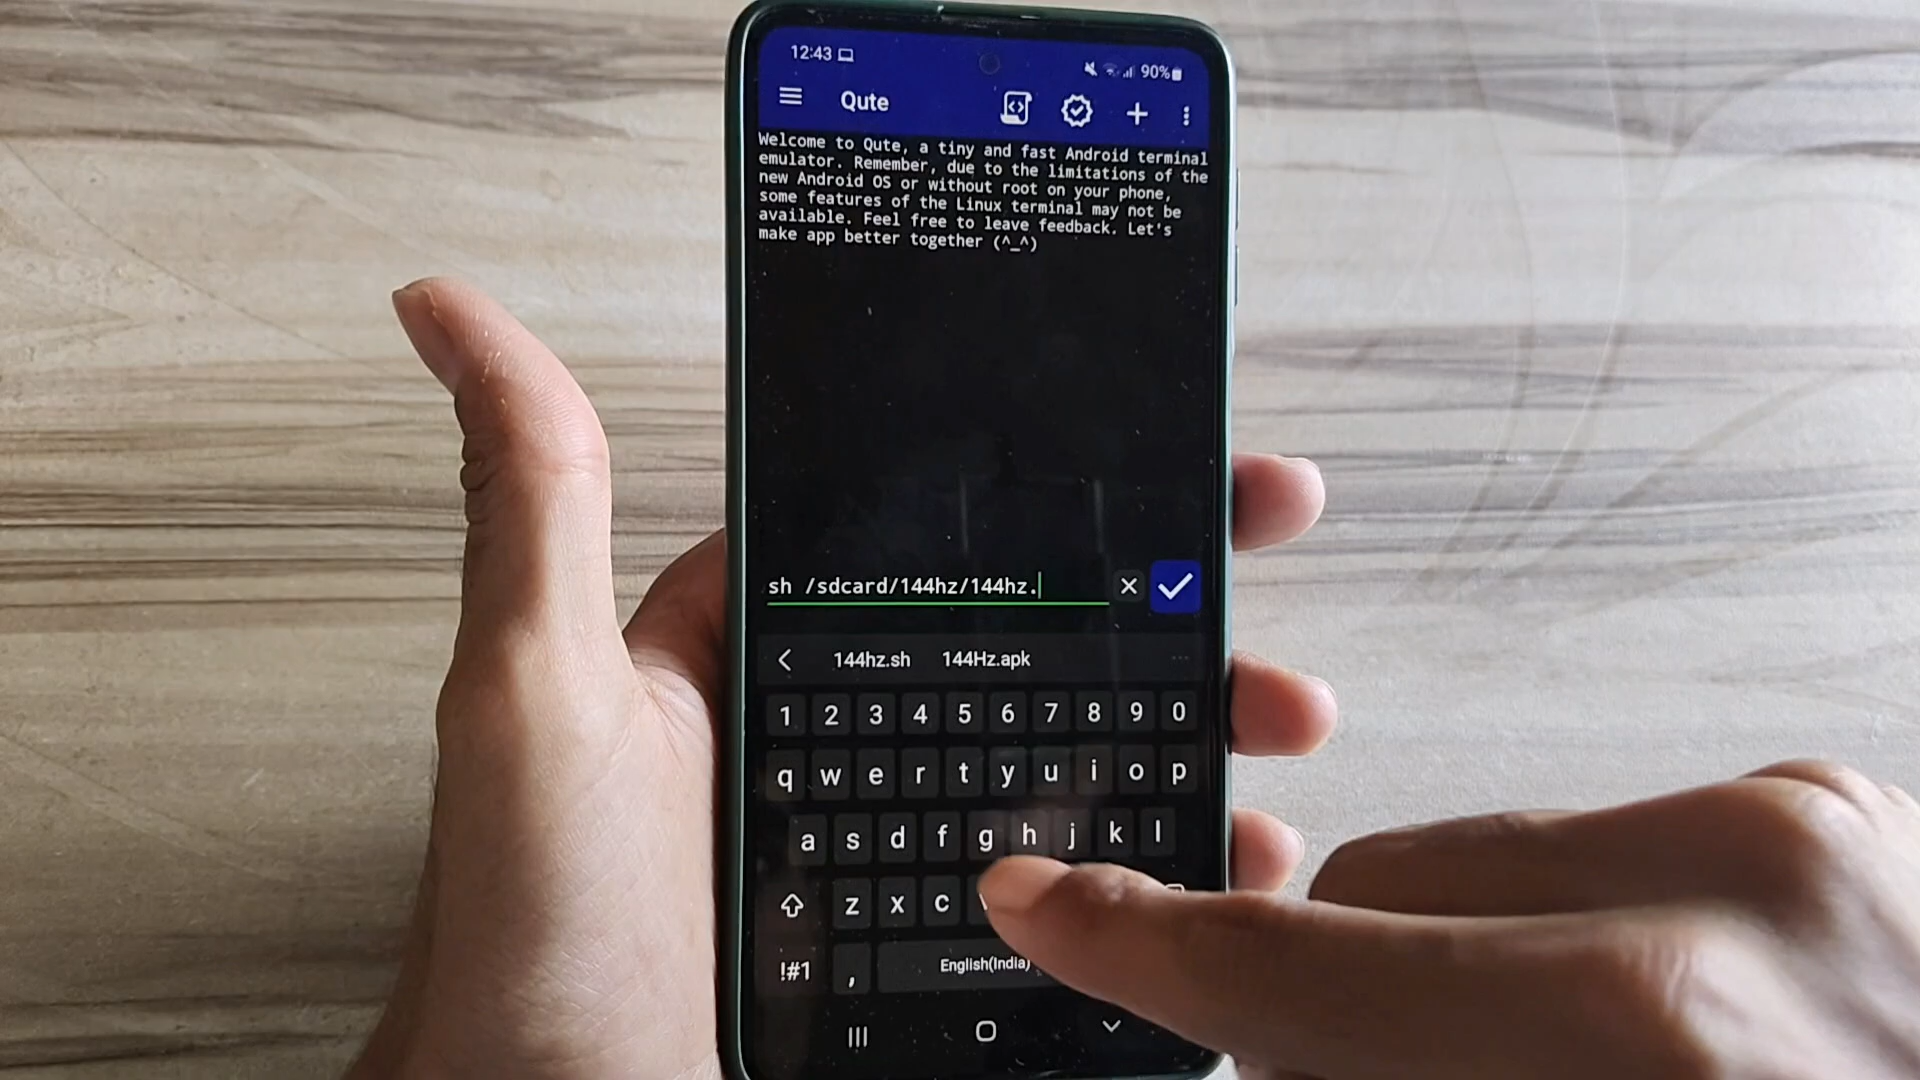 12:43
90%
Qute
Welcome to Qute, a tiny and fast Android terminal
emulator. Remember, due to the limitations of the
new Android OS or without root on your phone,
some features of the Linux terminal may not be
available. Feel free to leave feedback. Let's
make app better together (^_^)
sh /sdcard/144hz/144hz.
144hz.sh 144Hz.apk
1 2 3 4 5 6 7 8 9 0
q w e r t y u i o p
a s d f g h j k l
z x c
!#1 , English(India)